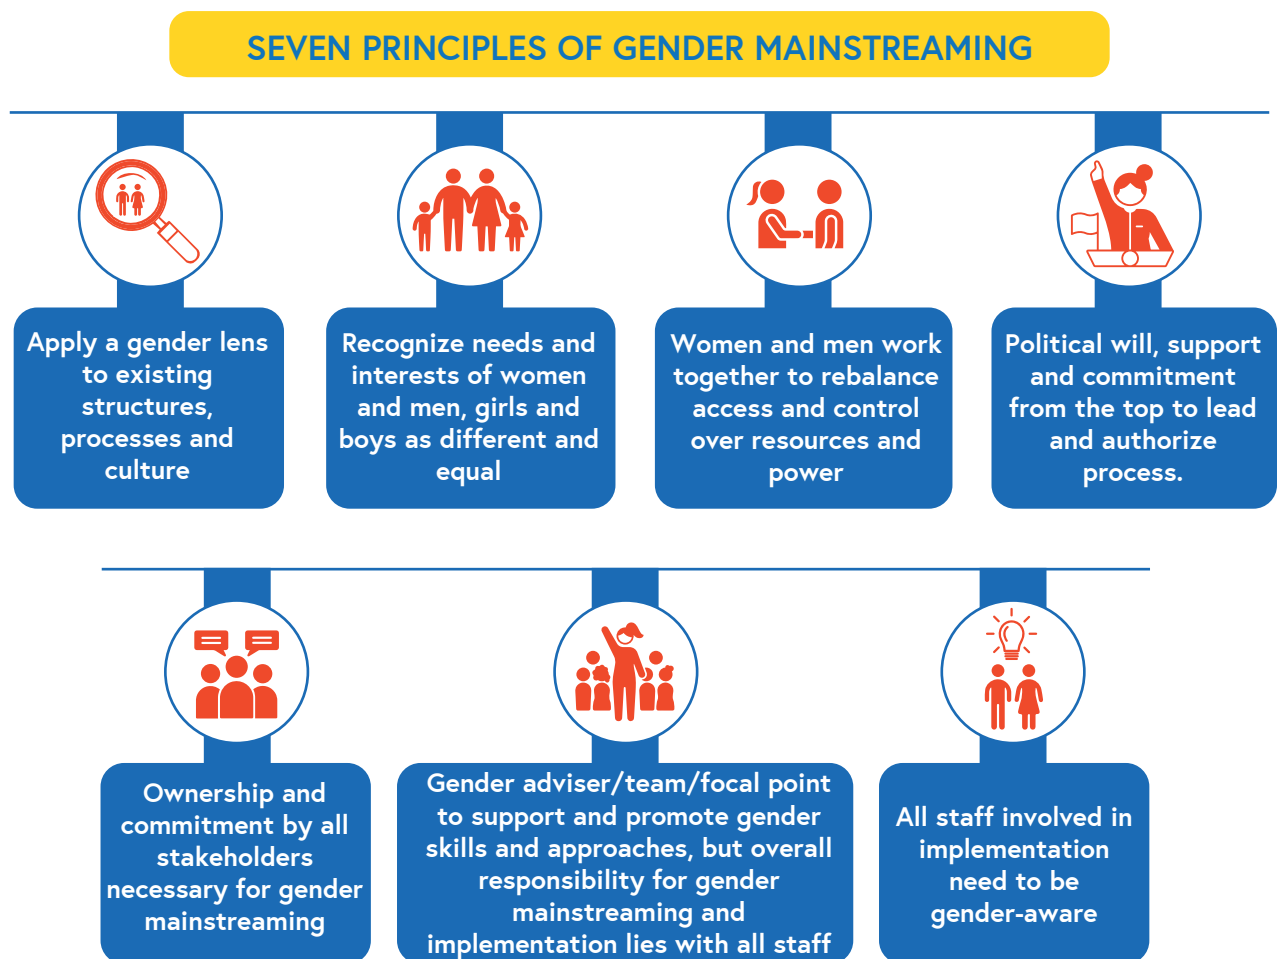 SEVEN PRINCIPLES OF GENDER MAINSTREAMING
Apply a gender lens
to existing
structures,
processes and
culture
Recognize needs and
interests of women
and men, girls and
boys as different and
equal
Women and men work
together to rebalance
access and control
over resources and
power
Political will, support
and commitment
from the top to lead
and authorize
process.
Ownership and
commitment by all
stakeholders
necessary for gender
mainstreaming
Gender adviser/team/focal point
to support and promote gender
skills and approaches, but overall
responsibility for gender
mainstreaming and
implementation lies with all staff
All staff involved in
implementation
need to be
gender-aware